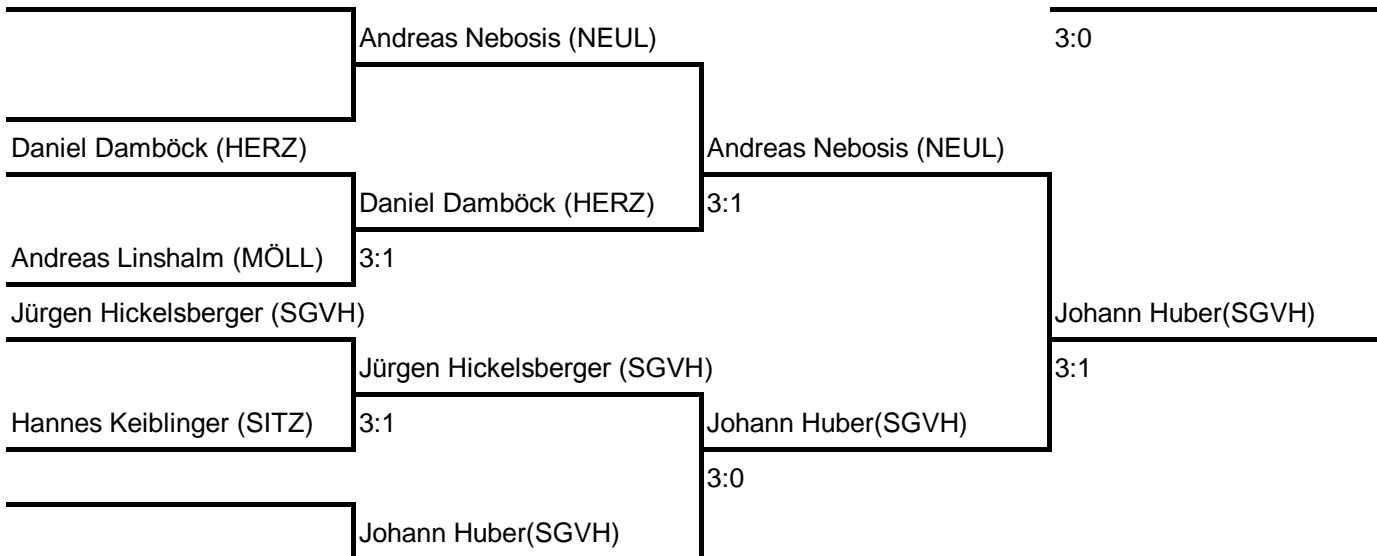 Andreas Nebosis (NEUL)
3:0
Daniel Damböck (HERZ)
Andreas Nebosis (NEUL)
Daniel Damböck (HERZ)
3:1
Andreas Linshalm (MÖLL)
3:1
Jürgen Hickelsberger (SGVH)
Johann Huber(SGVH)
Jürgen Hickelsberger (SGVH)
3:1
Hannes Keiblinger (SITZ)
3:1
Johann Huber(SGVH)
3:0
Johann Huber(SGVH)